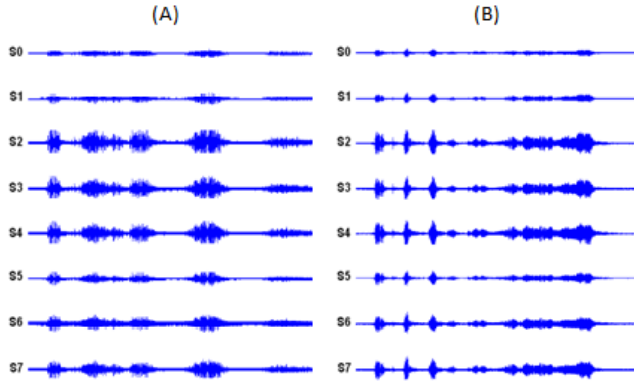 (A) (B)
S0 S0
S1 S1
S2 S2
S3 S3
S4 S4
S5 S5
S6 S6
S7 S7